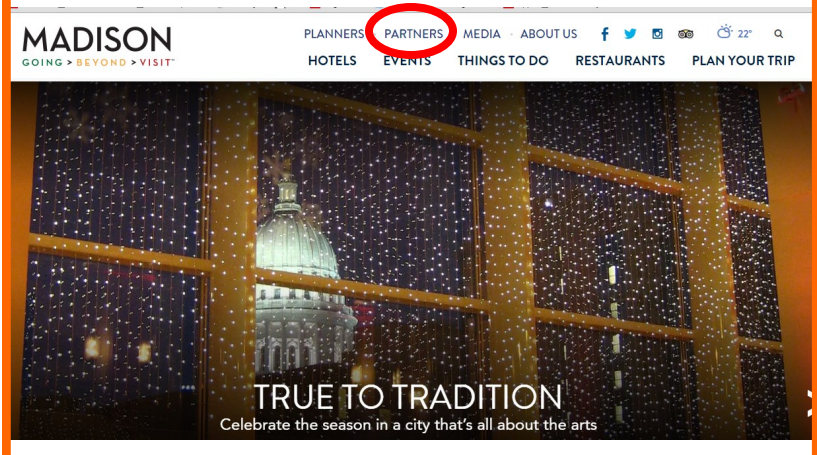 MADISON
GOING > BEYOND > VISIT™
PLANNERS PARTNERS MEDIA · ABOUT US 22°
HOTELS EVENTS THINGS TO DO RESTAURANTS PLAN YOUR TRIP
TRUE TO TRADITION
Celebrate the season in a city that's all about the arts